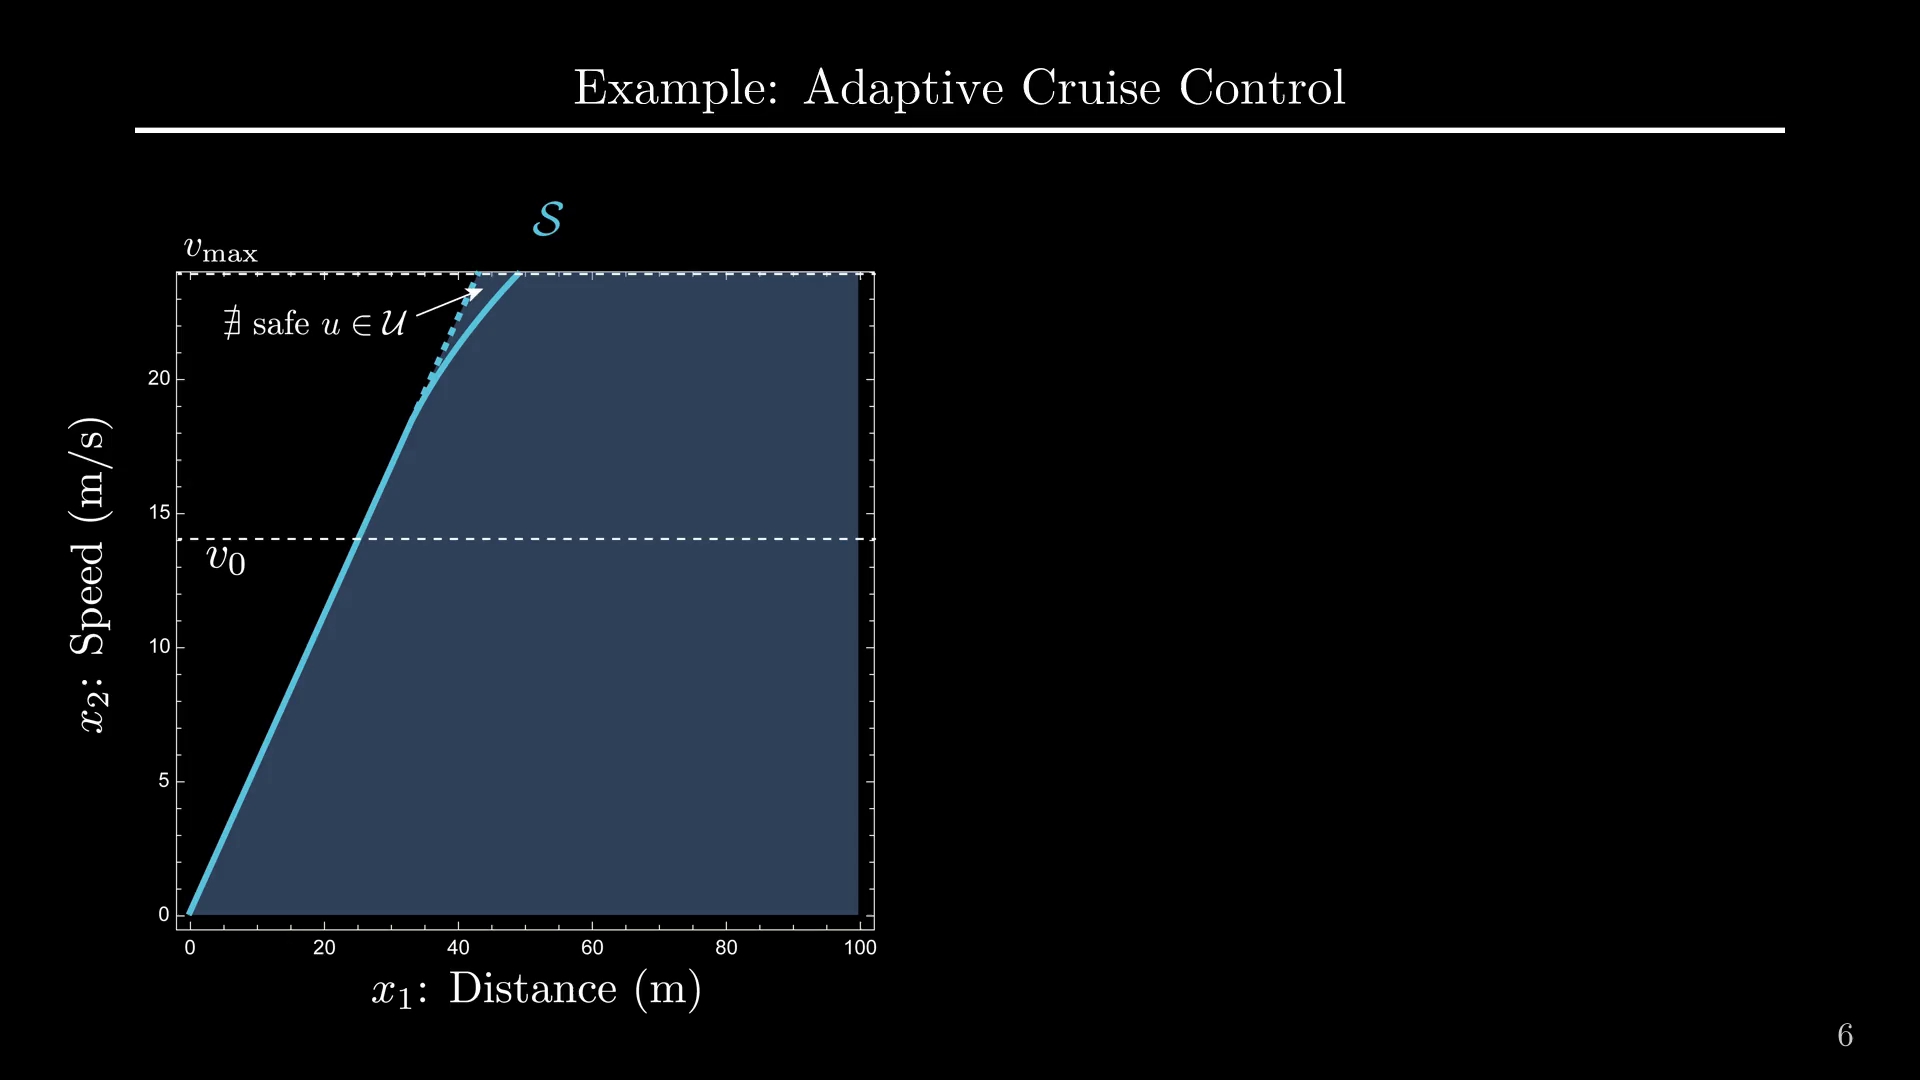 Example: Adaptive Cruise Control
𝒮
v_max
∄ safe u ∈ 𝒰
v_0
x_2: Speed (m/s)
20
15
10
5
0
0 20 40 60 80 100
x_1: Distance (m)
6